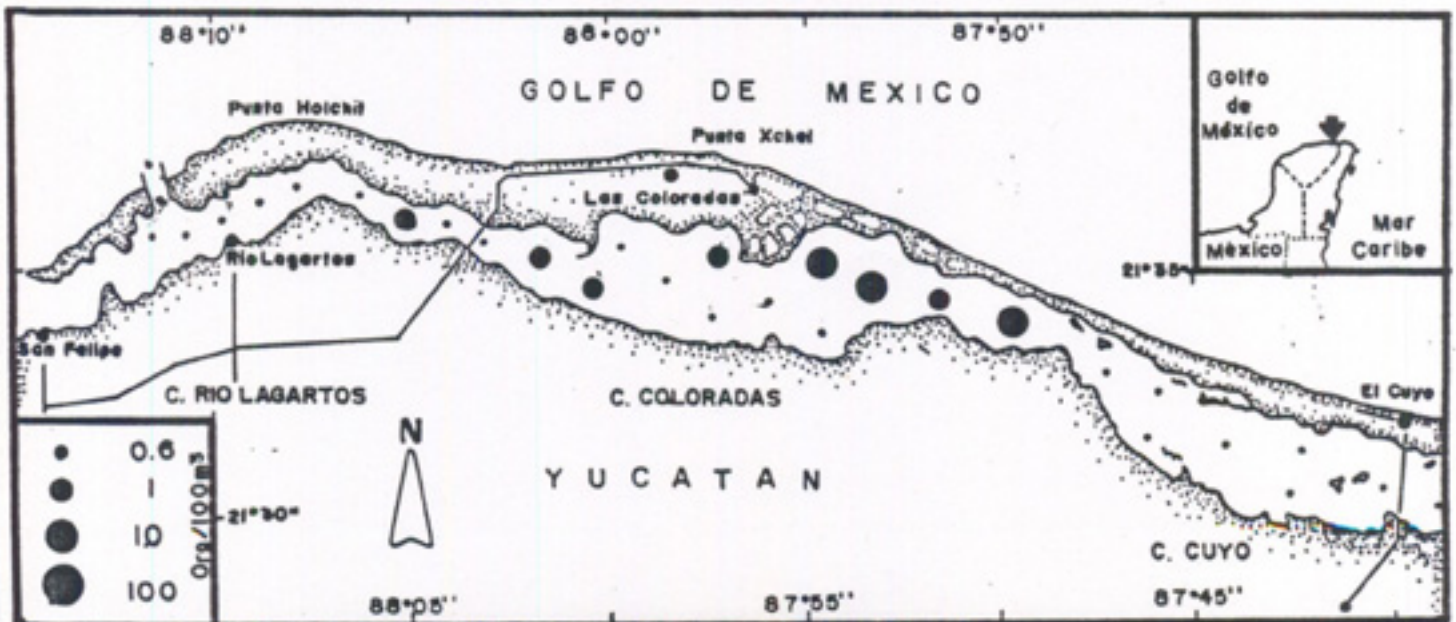 88°10'' 88°00'' 87°50''
GOLFO DE MEXICO
Golfo
de
México
Punta Holchit
Punta Xchel
Las Coloradas
Mar
Caribe
México
21°35'
Río Lagartos
San Felipe
C. RIO LAGARTOS
C. COLORADAS
El Cuyo
N
YUCATAN
0.6
1
10
100
Org/100m³
21°30''
C. CUYO
88°05'' 87°55'' 87°45''